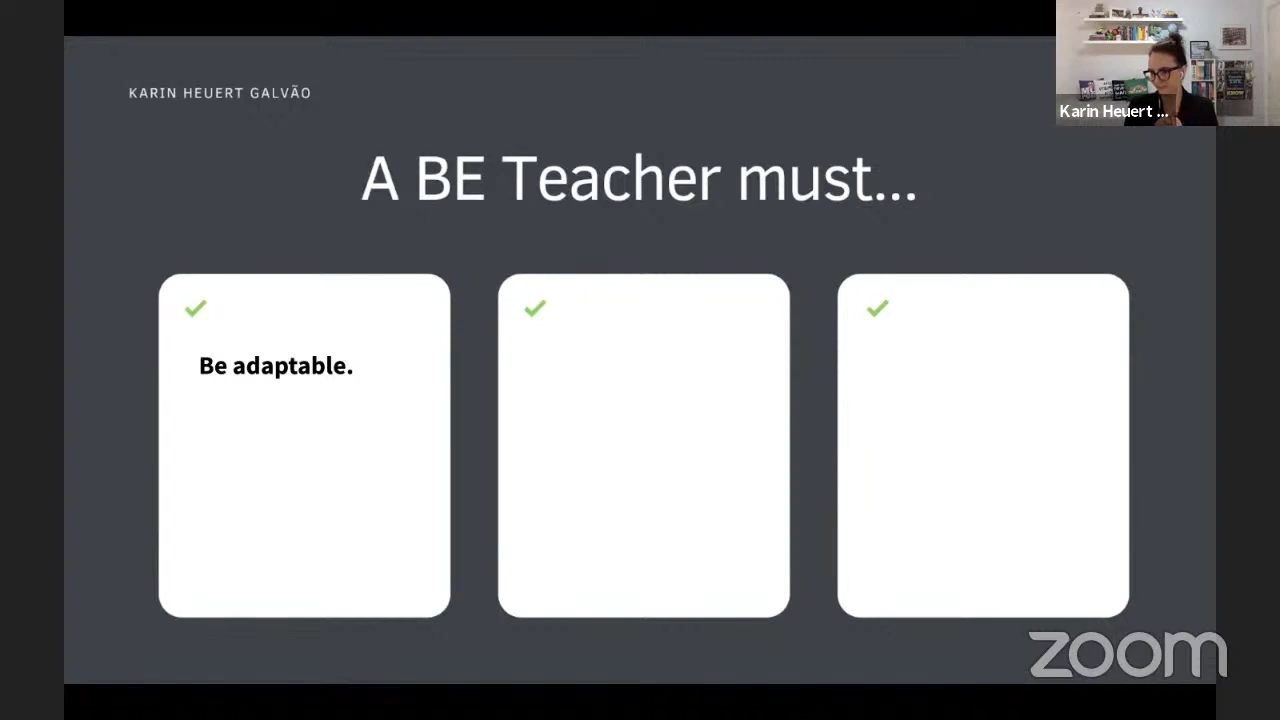 KARIN HEUERT GALVÃO
Karin Heuert ...
A BE Teacher must...
Be adaptable.
zoom